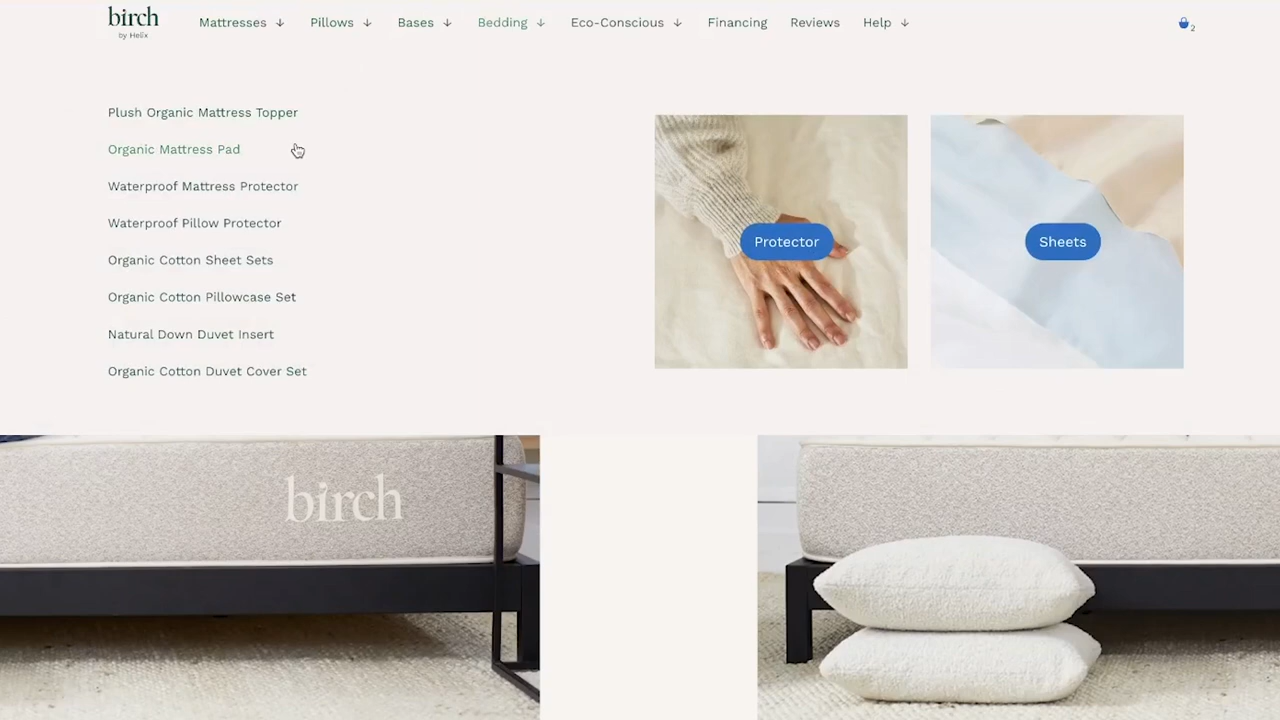 birch
by Helix
Mattresses ↓ Pillows ↓ Bases ↓ Bedding ↓ Eco-Conscious ↓ Financing Reviews Help ↓
2
Plush Organic Mattress Topper
Organic Mattress Pad
Waterproof Mattress Protector
Waterproof Pillow Protector
Organic Cotton Sheet Sets
Organic Cotton Pillowcase Set
Natural Down Duvet Insert
Organic Cotton Duvet Cover Set
Protector
Sheets
birch